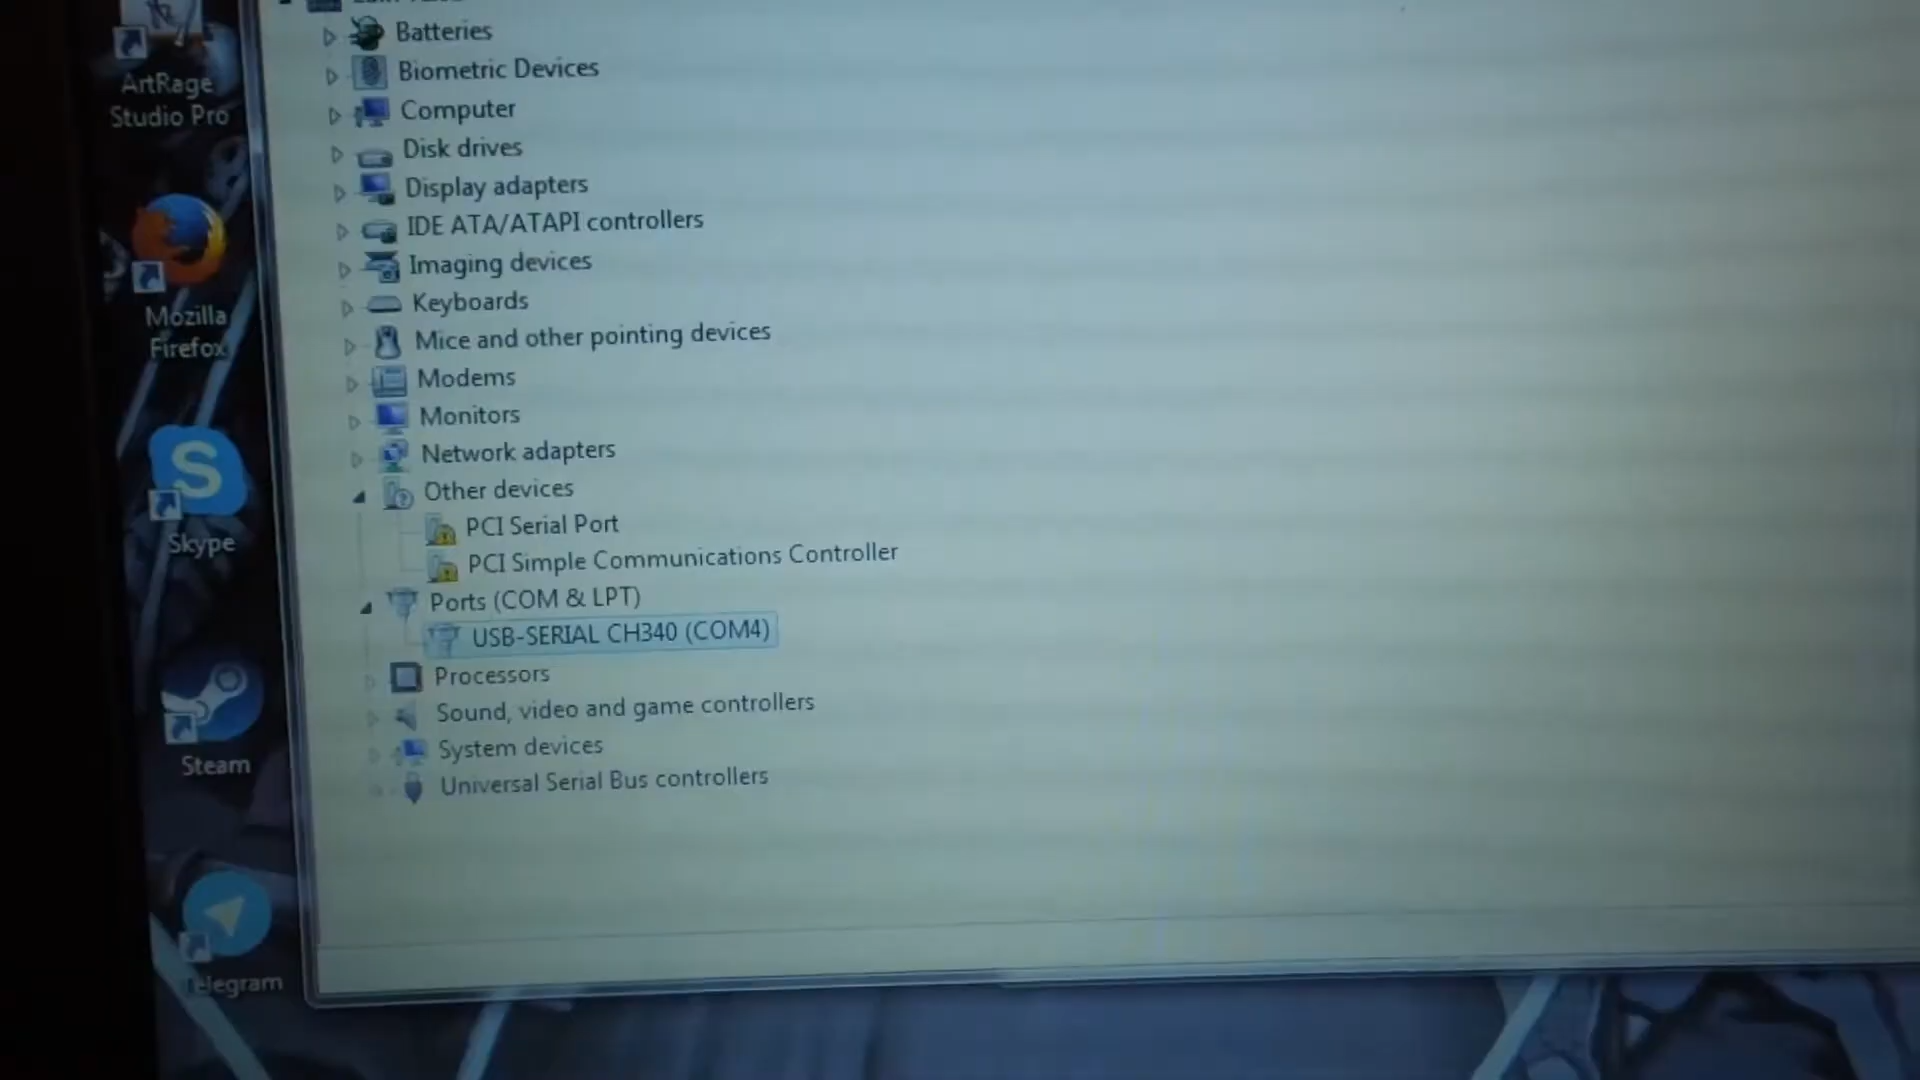 Batteries
Biometric Devices
Computer
Disk drives
Display adapters
IDE ATA/ATAPI controllers
Imaging devices
Keyboards
Mice and other pointing devices
Modems
Monitors
Network adapters
Other devices
PCI Serial Port
PCI Simple Communications Controller
Ports (COM & LPT)
USB-SERIAL CH340 (COM4)
Processors
Sound, video and game controllers
System devices
Universal Serial Bus controllers
ArtRage
Studio Pro
Mozilla
Firefox
Skype
Steam
Telegram